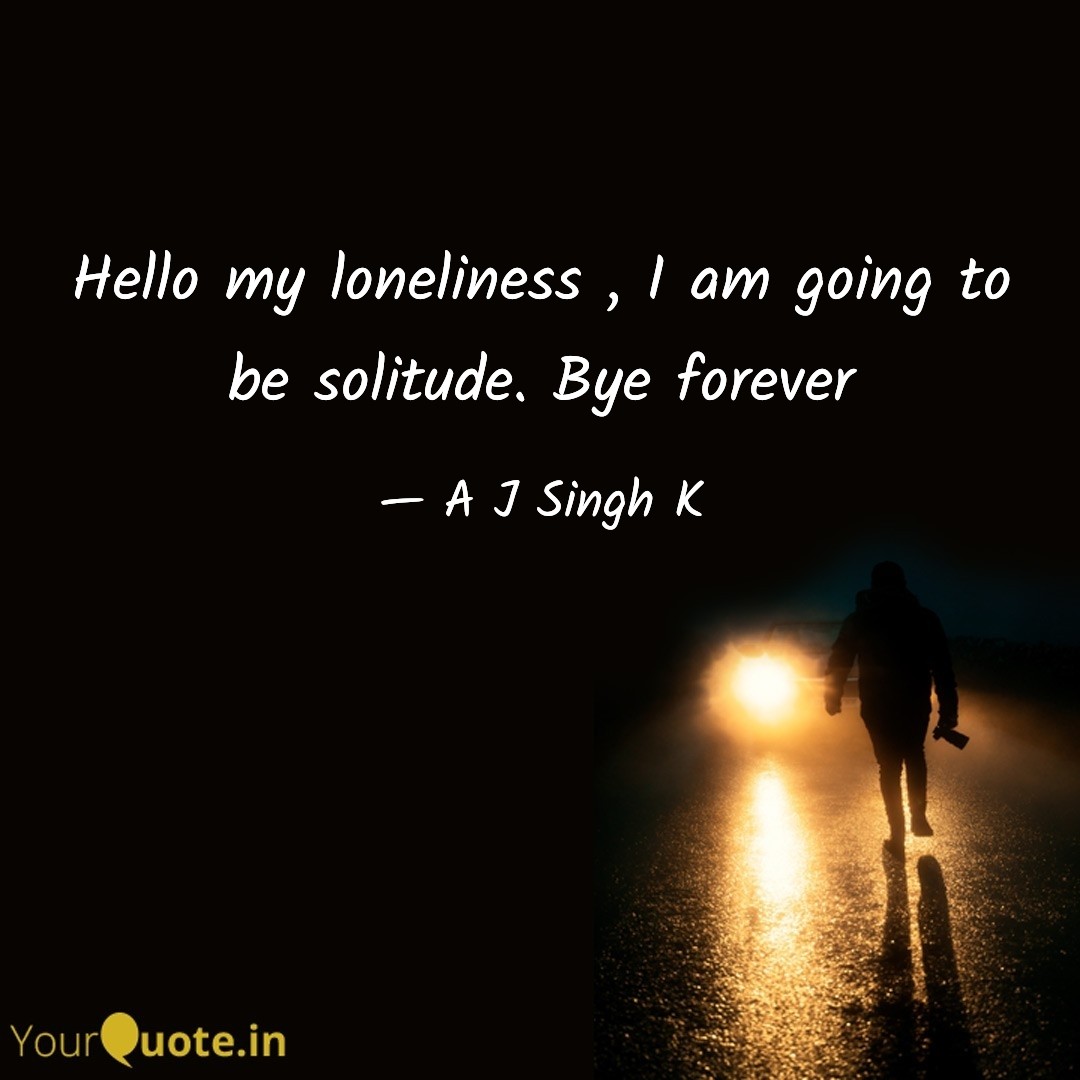 Hello my loneliness , I am going to
be solitude. Bye forever
— A J Singh K
YourQuote.in